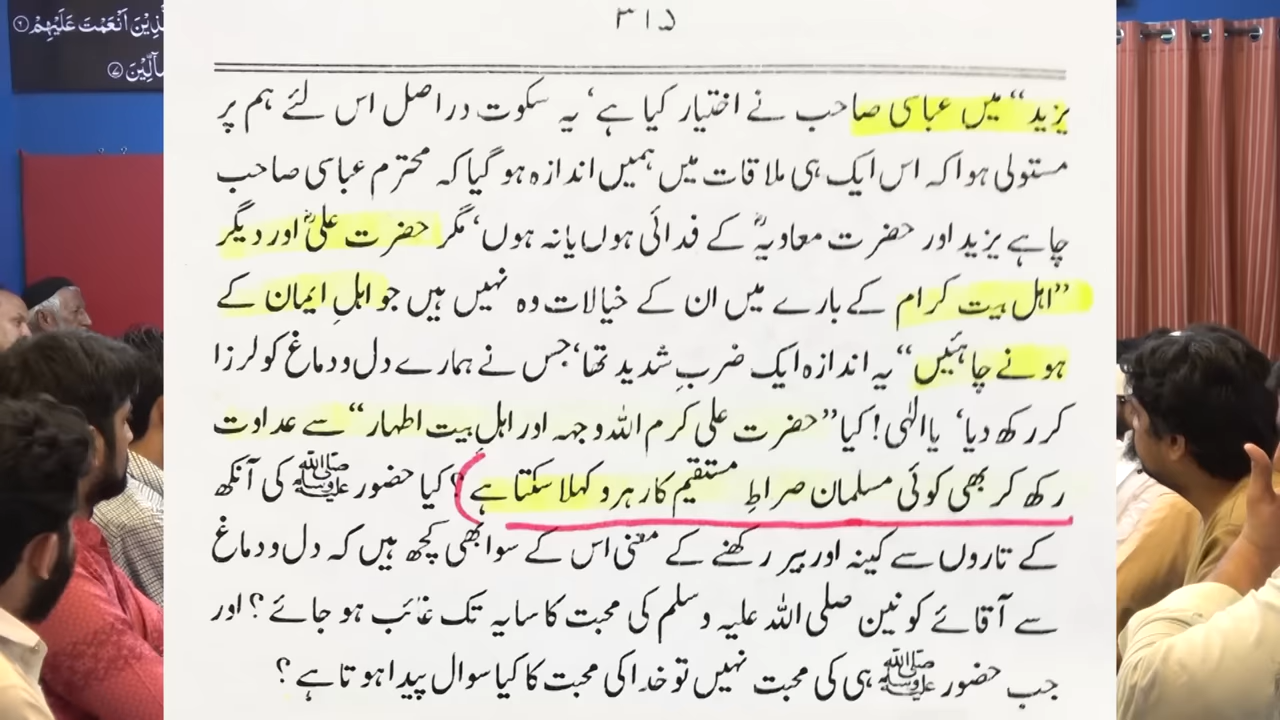 الَّذِيْنَ اَنْعَمْتَ عَلَيْهِمْ
۳۱۵
یزید“ میں عباسی صاحب نے اختیار کیا ہے‘ یہ سکوت دراصل اس لئے ہم پر
مستولی ہوا کہ اس ایک ہی ملاقات میں ہمیں اندازہ ہو گیا کہ محترم عباسی صاحب
چاہے یزید اور حضرت معاویہؓ کے فدائی ہوں یا نہ ہوں‘ مگر حضرت علیؓ اور دیگر
”اہل بیت کرام کے بارے میں ان کے خیالات وہ نہیں ہیں جو اہلِ ایمان کے
ہونے چاہئیں“ یہ اندازہ ایک ضربِ شدید تھا‘ جس نے ہمارے دل و دماغ کو لرزا
کر رکھ دیا‘ یا الٰہی! کیا ”حضرت علی کرم اللہ وجہہ اور اہلِ بیت اطہار“ سے عداوت
رکھ کر بھی کوئی مسلمان صراطِ مستقیم کا رہرو کہلا سکتا ہے؟ کیا حضور ﷺ کی آنکھ
کے تاروں سے کینہ اور بیر رکھنے کے معنی اس کے سوا بھی کچھ ہیں کہ دل و دماغ
سے آقائے کونین صلی اللہ علیہ وسلم کی محبت کا سایہ تک غائب ہو جائے؟ اور
جب حضور ﷺ ہی کی محبت نہیں تو خدا کی محبت کا کیا سوال پیدا ہوتا ہے؟